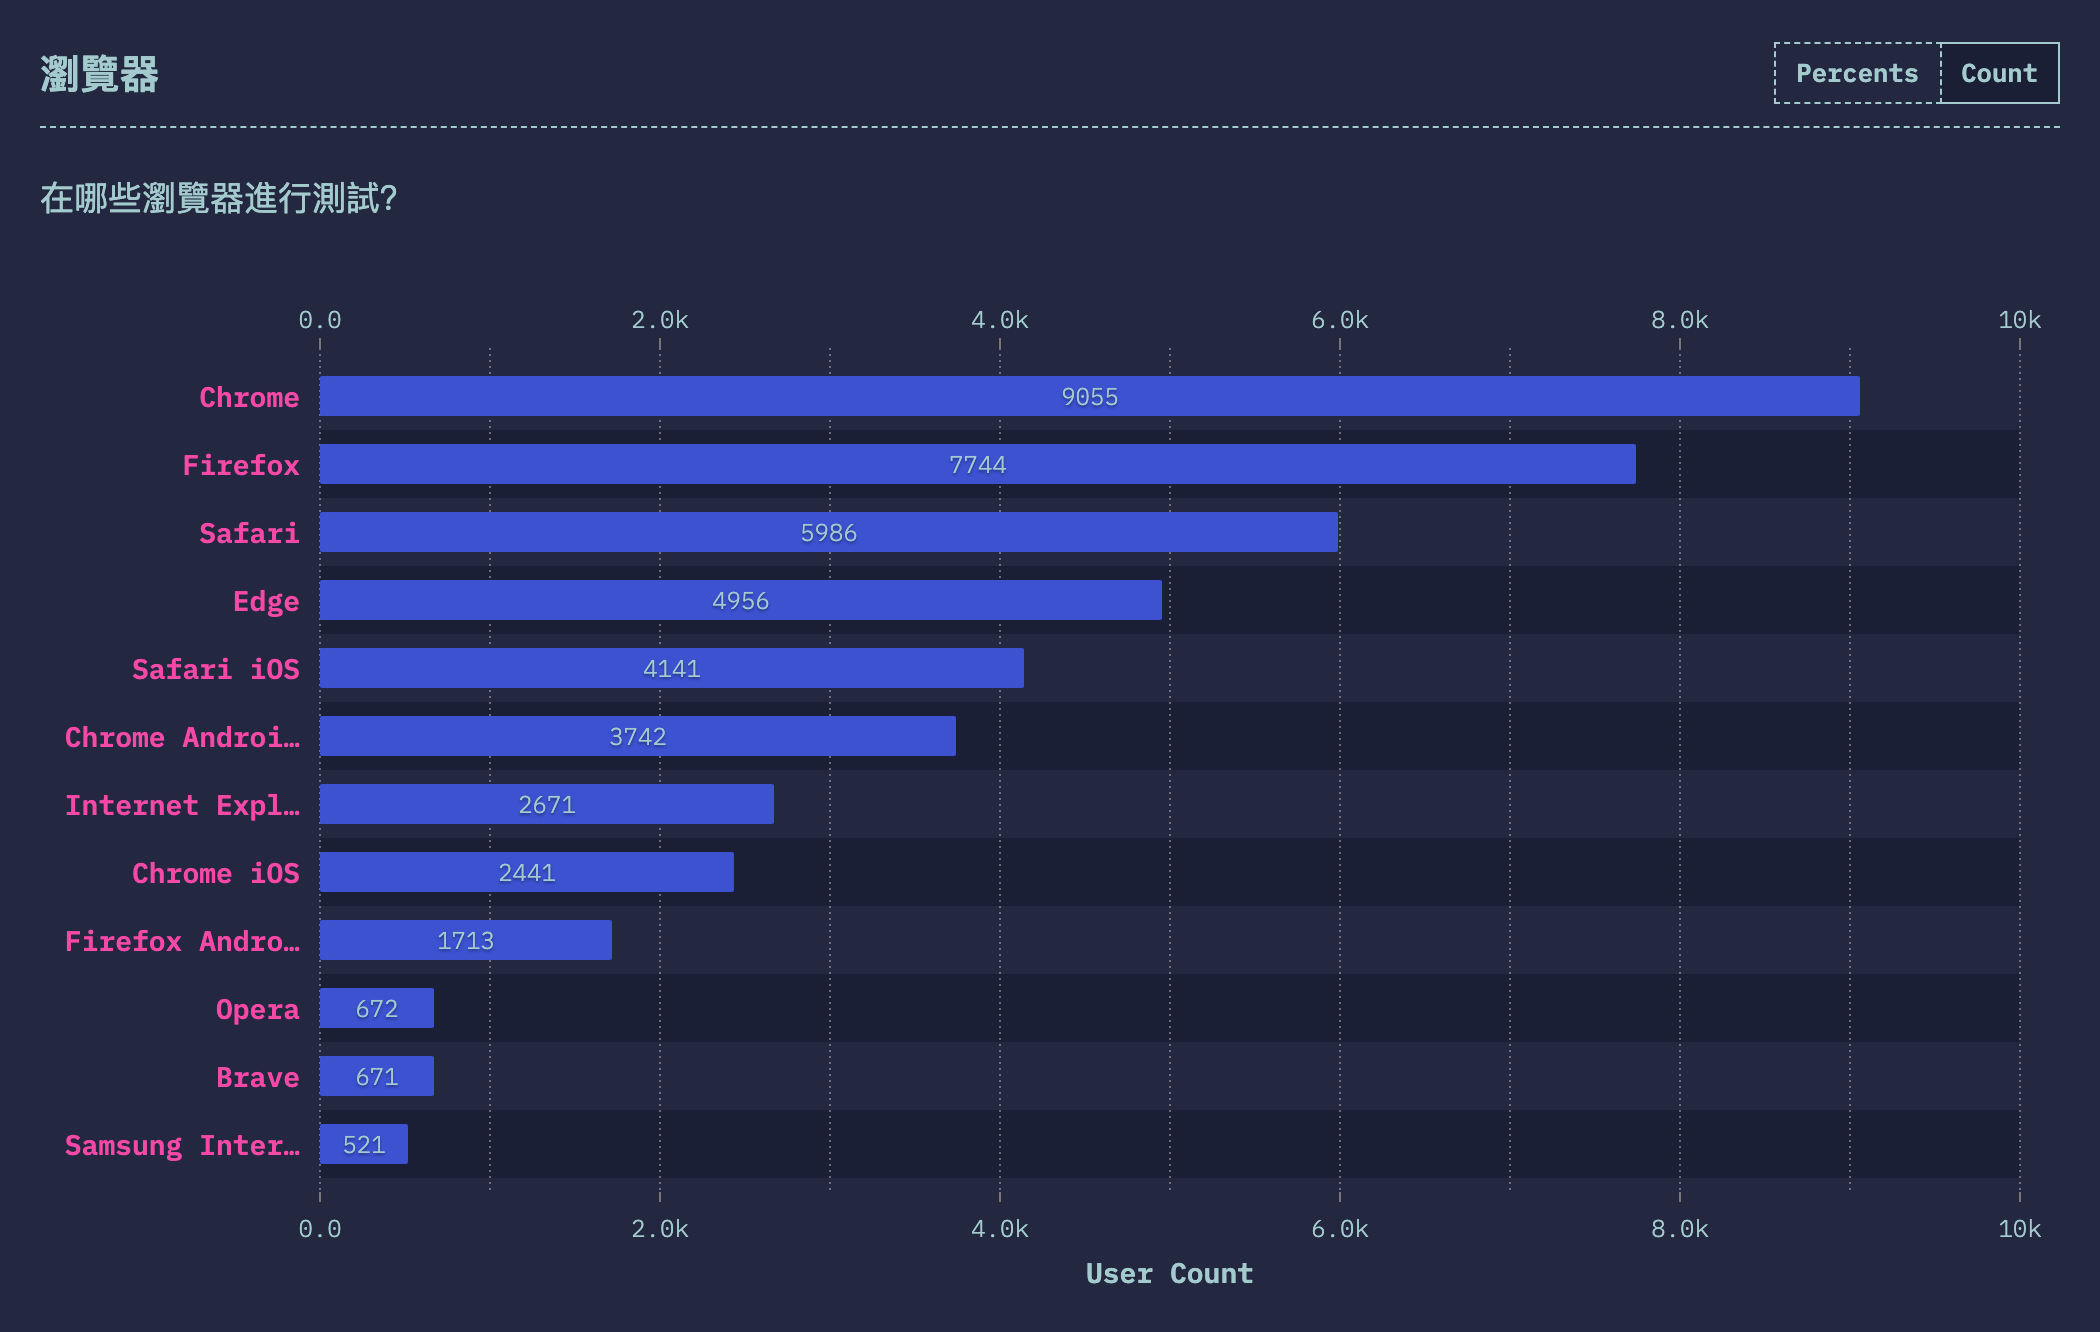 瀏覽器
Percents Count
在哪些瀏覽器進行測試?
0.0 2.0k 4.0k 6.0k 8.0k 10k
Chrome 9055
Firefox 7744
Safari 5986
Edge 4956
Safari iOS 4141
Chrome Androi… 3742
Internet Expl… 2671
Chrome iOS 2441
Firefox Andro… 1713
Opera 672
Brave 671
Samsung Inter… 521
0.0 2.0k 4.0k 6.0k 8.0k 10k
User Count